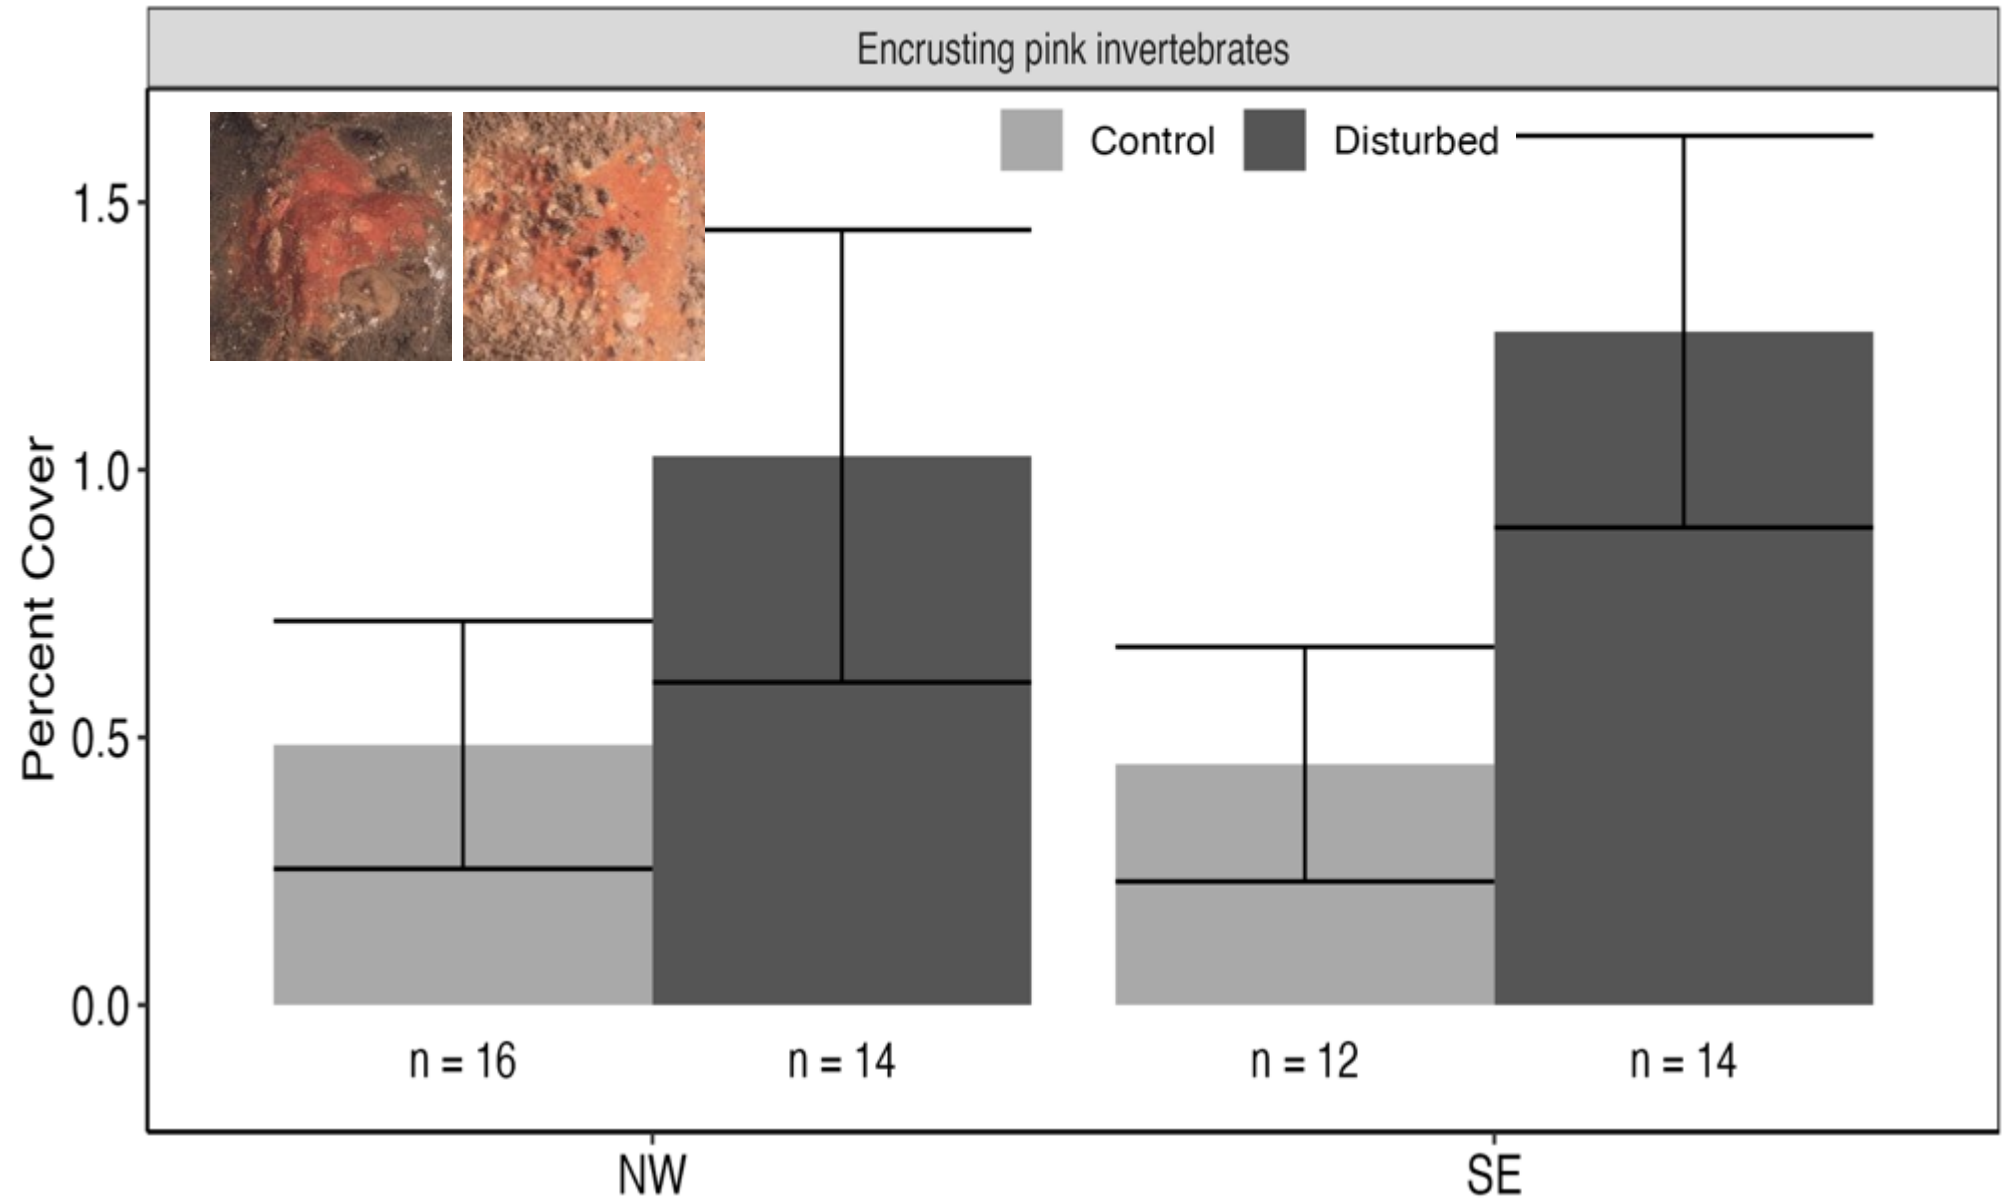 Encrusting pink invertebrates
Control Disturbed
Percent Cover
1.5
1.0
0.5
0.0
n = 16 n = 14 n = 12 n = 14
NW SE